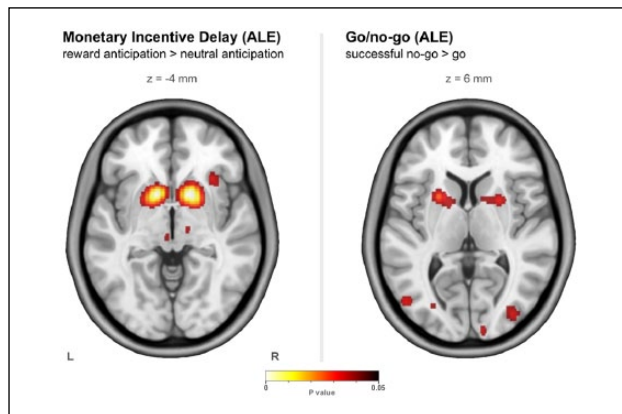 Monetary Incentive Delay (ALE)
reward anticipation > neutral anticipation
z = -4 mm
Go/no-go (ALE)
successful no-go > go
z = 6 mm
L
R
0
0.05
P value